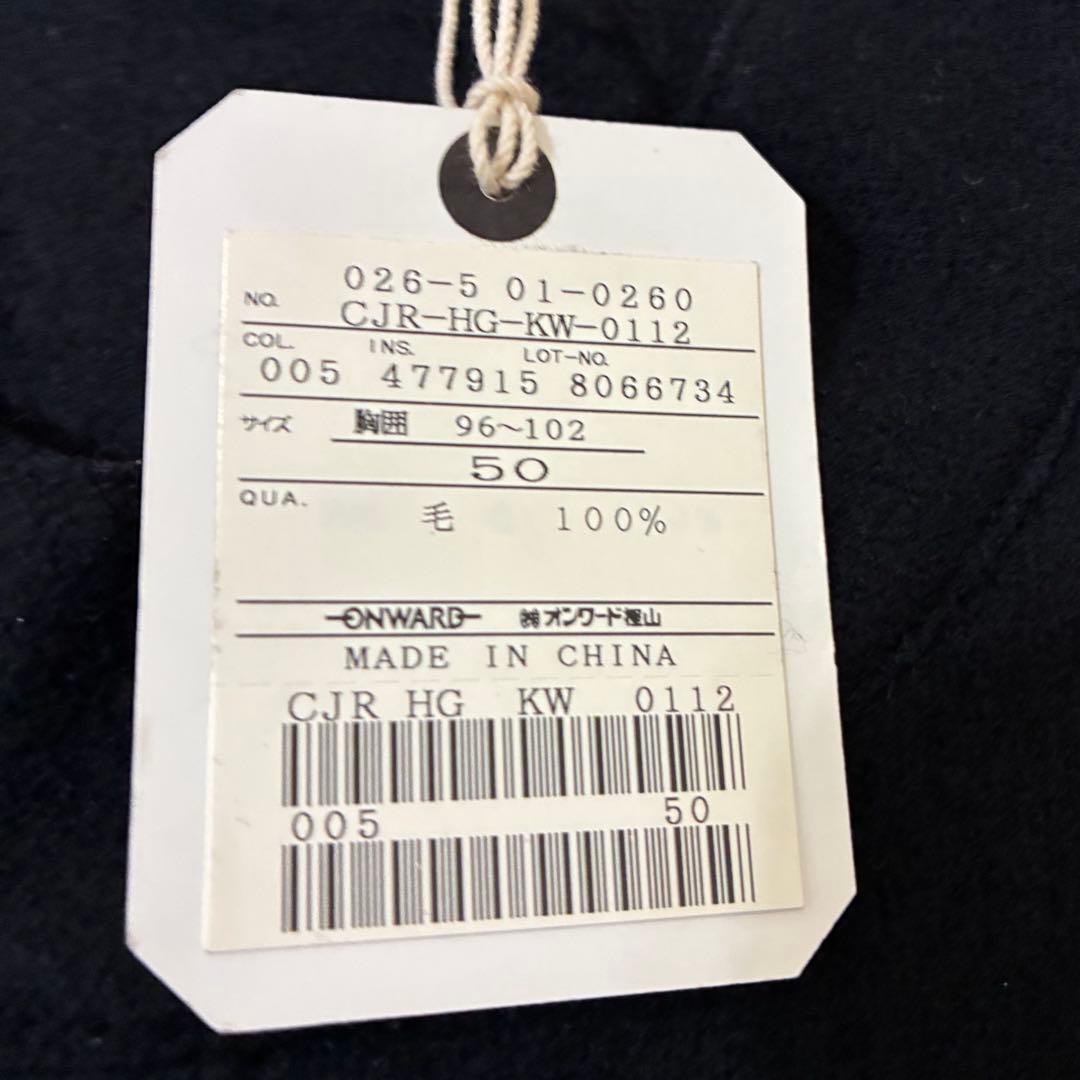 026-5 01-0260
NO. CJR-HG-KW-0112
COL. INS. LOT-NO.
005 477915 8066734
サイズ 胸囲 96~102
50
QUA.
毛 100%
ONWARD ㈱オンワード樫山
MADE IN CHINA
CJR HG KW 0112
005 50